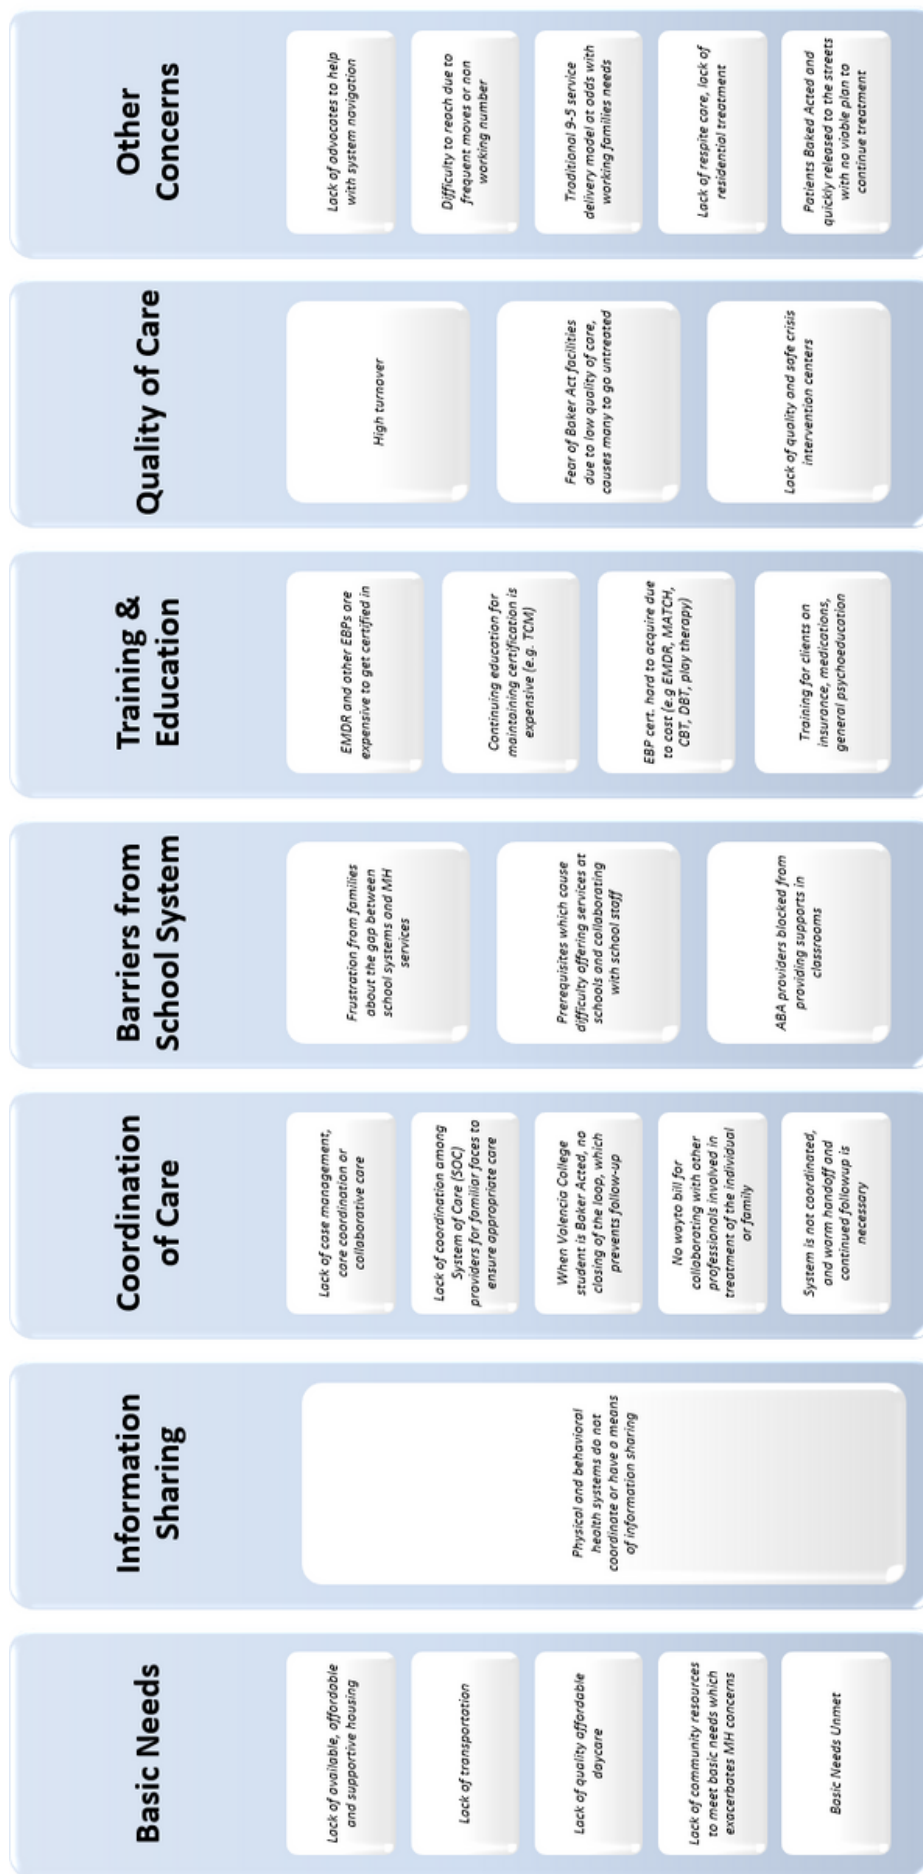 Basic Needs
Lack of available, affordable
and supportive housing
Lack of transportation
Lack of quality affordable
daycare
Lack of community resources
to meet basic needs which
exacerbates MH concerns
Basic Needs Unmet
Information
Sharing
Physical and behavioral
health systems do not
coordinate or have a means
of information sharing
Coordination
of Care
Lack of case management,
care coordination or
collaborative care
Lack of coordination among
System of Care (SOC)
providers for familiar faces to
ensure appropriate care
When Valencia College
student is Baker Acted, no
closing of the loop, which
prevents follow-up
No wayto bill for
collaborating with other
professionals involved in
treatment of the individual
or family
System is not coordinated,
and warm handoff and
continued followup is
necessary
Barriers from
School System
Frustration from families
about the gap between
school systems and MH
services
Prerequisites which cause
difficulty offering services at
schools and collaborating
with school staff
ABA providers blocked from
providing supports in
classrooms
Training &
Education
EMDR and other EBPs are
expensive to get certified in
Continuing education for
maintaining certification is
expensive (e.g. TCM)
EBP cert. hard to acquire due
to cost (e.g EMDR, MATCH,
CBT, DBT, play therapy)
Training for clients on
insurance, medications,
general psychoeducation
Quality of Care
High turnover
Fear of Baker Act facilities
due to low quality of care,
causes many to go untreated
Lack of quality and safe crisis
intervention centers
Other
Concerns
Lack of advocates to help
with system navigation
Difficulty to reach due to
frequent moves or non
working number
Traditional 9-5 service
delivery model at odds with
working families needs
Lack of respite care, lack of
residential treatment
Patients Baked Acted and
quickly released to the streets
with no viable plan to
continue treatment